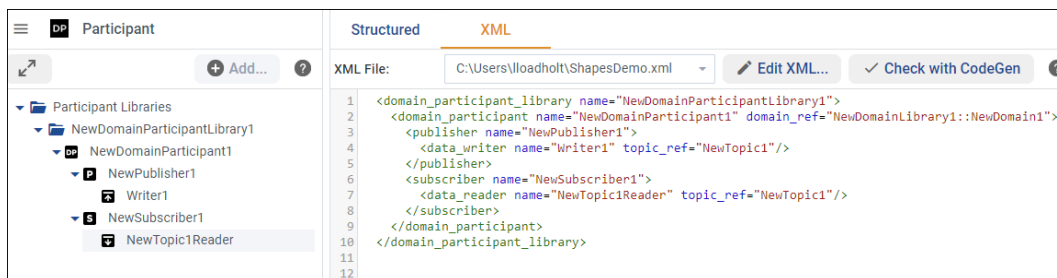 DP Participant
Add...
Participant Libraries
NewDomainParticipantLibrary1
DP NewDomainParticipant1
P NewPublisher1
Writer1
S NewSubscriber1
NewTopic1Reader
Structured XML
XML File: C:\Users\lloadholt\ShapesDemo.xml Edit XML... Check with CodeGen
1 <domain_participant_library name="NewDomainParticipantLibrary1">
2 <domain_participant name="NewDomainParticipant1" domain_ref="NewDomainLibrary1::NewDomain1">
3 <publisher name="NewPublisher1">
4 <data_writer name="Writer1" topic_ref="NewTopic1"/>
5 </publisher>
6 <subscriber name="NewSubscriber1">
7 <data_reader name="NewTopic1Reader" topic_ref="NewTopic1"/>
8 </subscriber>
9 </domain_participant>
10 </domain_participant_library>
11
12